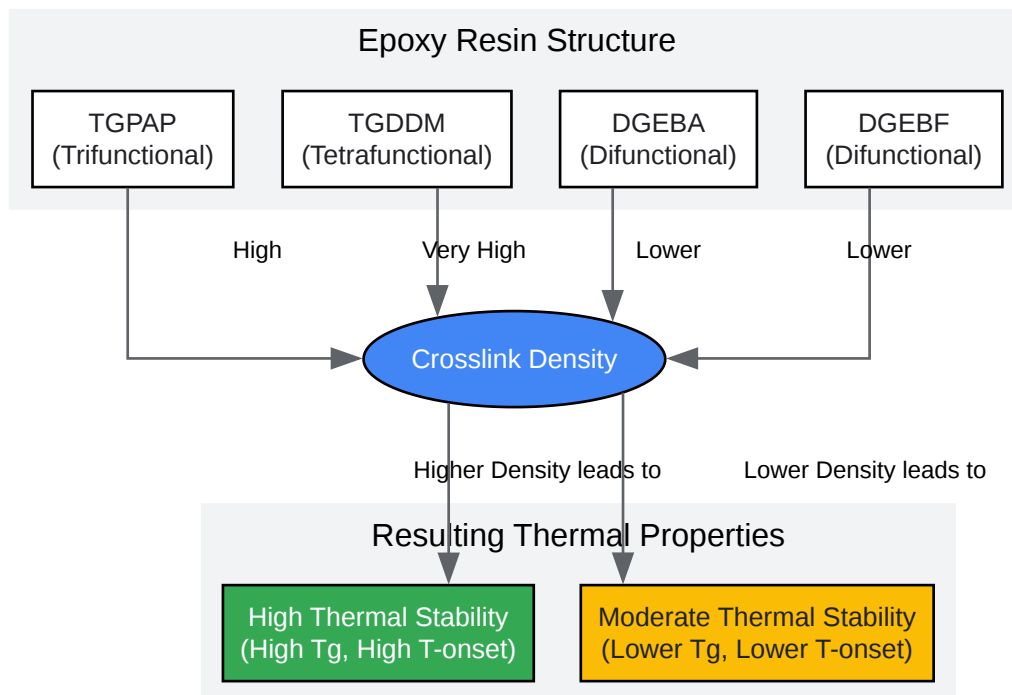 Epoxy Resin Structure
TGPAP
(Trifunctional)
TGDDM
(Tetrafunctional)
DGEBA
(Difunctional)
DGEBF
(Difunctional)
High
Very High
Lower
Lower
Crosslink Density
Higher Density leads to
Lower Density leads to
Resulting Thermal Properties
High Thermal Stability
(High Tg, High T-onset)
Moderate Thermal Stability
(Lower Tg, Lower T-onset)